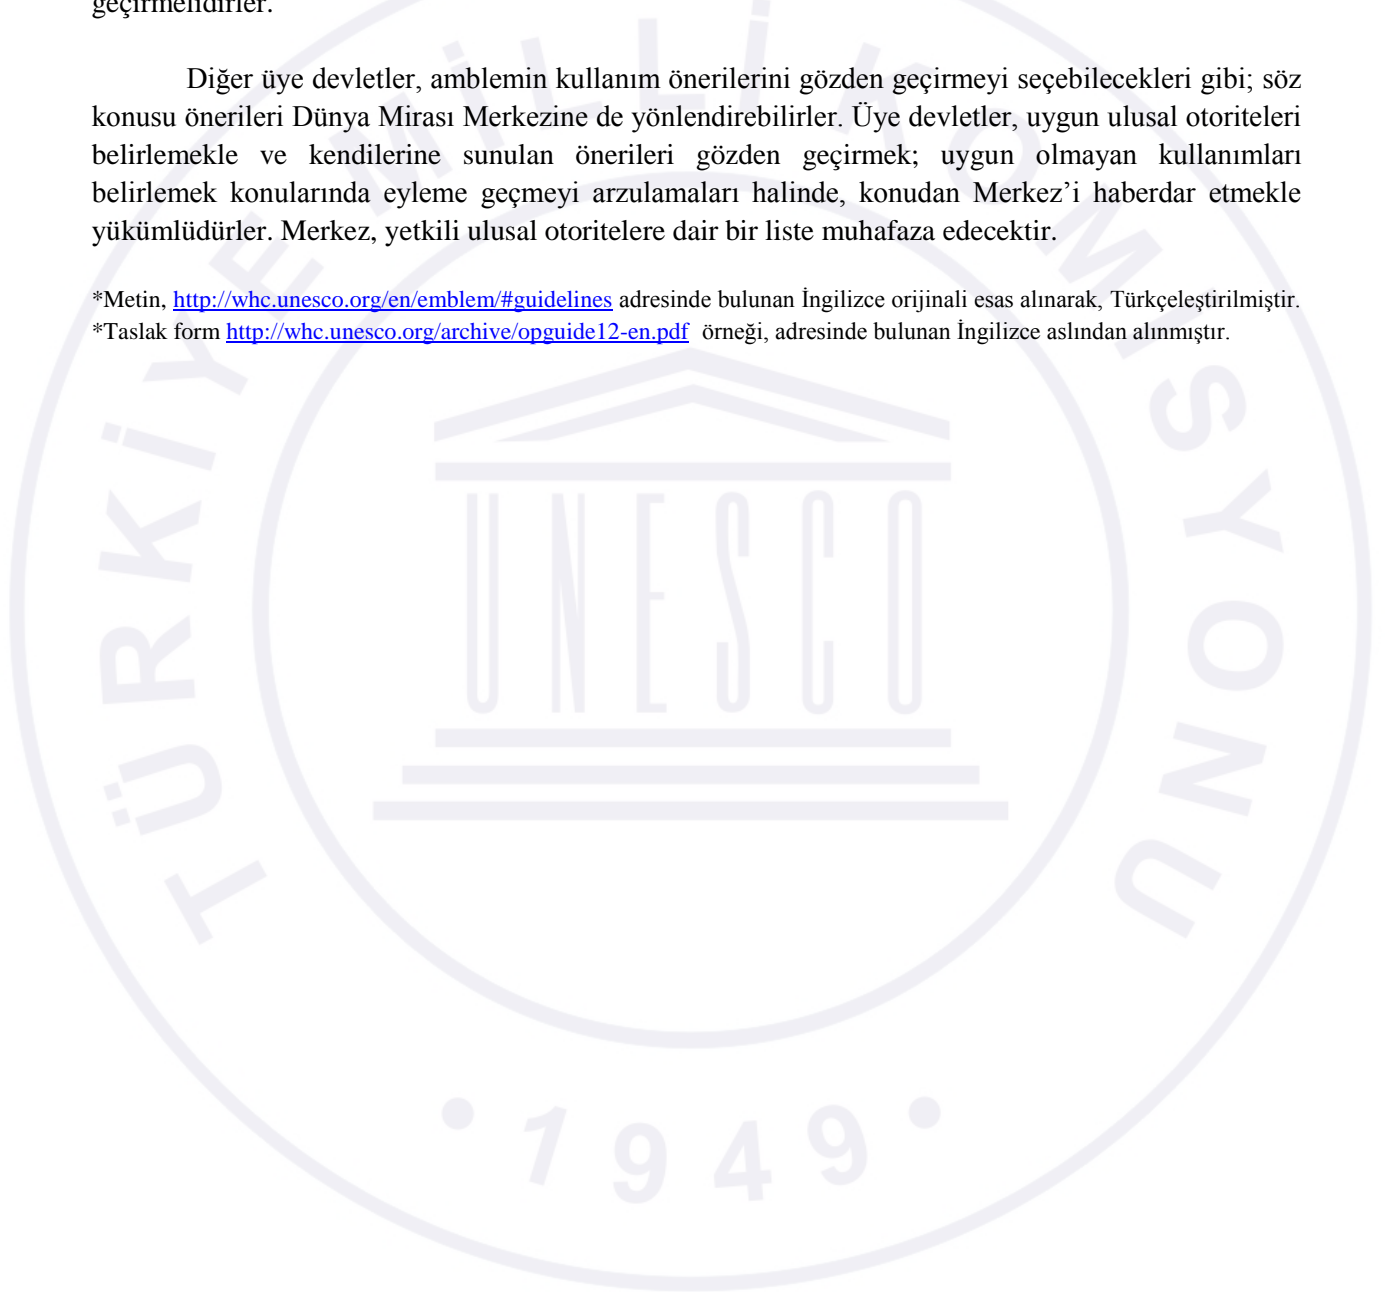 geçirmelidirler.
Diğer üye devletler, amblemin kullanım önerilerini gözden geçirmeyi seçebilecekleri gibi; söz
konusu önerileri Dünya Mirası Merkezine de yönlendirebilirler. Üye devletler, uygun ulusal otoriteleri
belirlemekle ve kendilerine sunulan önerileri gözden geçirmek; uygun olmayan kullanımları
belirlemek konularında eyleme geçmeyi arzulamaları halinde, konudan Merkez’i haberdar etmekle
yükümlüdürler. Merkez, yetkili ulusal otoritelere dair bir liste muhafaza edecektir.
*Metin, http://whc.unesco.org/en/emblem/#guidelines adresinde bulunan İngilizce orijinali esas alınarak, Türkçeleştirilmiştir.
*Taslak form http://whc.unesco.org/archive/opguide12-en.pdf örneği, adresinde bulunan İngilizce aslından alınmıştır.
TÜRKİYE MİLLİ KOMİSYONU
UNESCO
• 1949 •